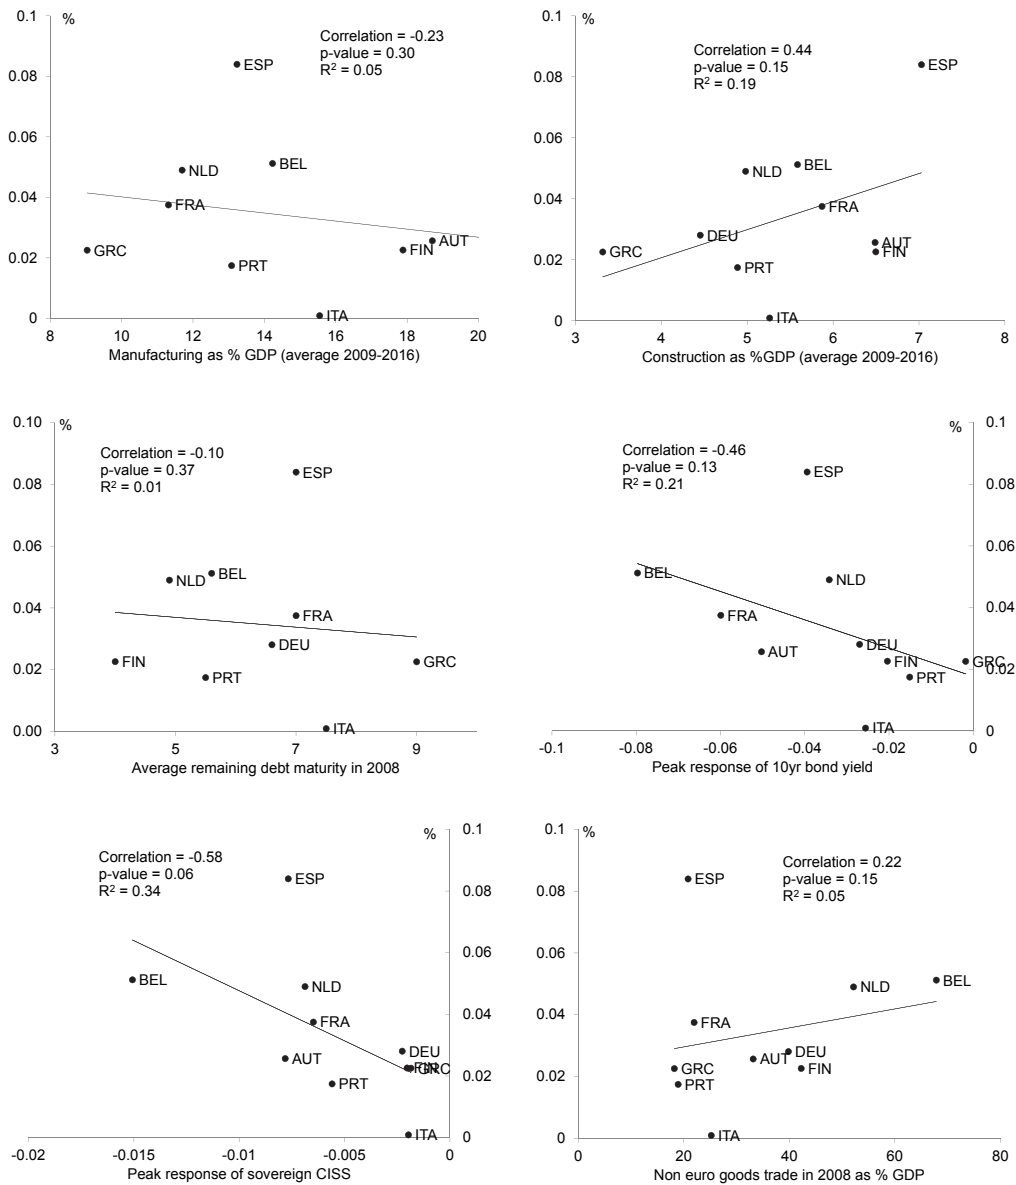 0.1
%
Correlation = -0.23
p-value = 0.30
R² = 0.05
ESP
0.08
0.06
BEL
NLD
0.04
FRA
AUT
GRC
FIN
0.02
PRT
ITA
0
8
10
12
14
16
18
20
Manufacturing as % GDP (average 2009-2016)
0.1
%
Correlation = 0.44
p-value = 0.15
R² = 0.19
ESP
0.08
0.06
BEL
NLD
0.04
FRA
DEU
AUT
GRC
FIN
0.02
PRT
ITA
0
3
4
5
6
7
8
Construction as %GDP (average 2009-2016)
0.10
%
Correlation = -0.10
p-value = 0.37
R² = 0.01
ESP
0.08
0.06
NLD
BEL
0.04
FRA
DEU
FIN
GRC
0.02
PRT
ITA
0.00
3
5
7
9
Average remaining debt maturity in 2008
%
0.1
Correlation = -0.46
p-value = 0.13
R² = 0.21
ESP
0.08
0.06
BEL
NLD
0.04
FRA
DEU
AUT
FIN
GRC
0.02
PRT
ITA
0
-0.1
-0.08
-0.06
-0.04
-0.02
0
Peak response of 10yr bond yield
%
0.1
Correlation = -0.58
p-value = 0.06
R² = 0.34
ESP
0.08
0.06
BEL
NLD
0.04
FRA
DEU
AUT
FIN
GRC
0.02
PRT
ITA
0
-0.02
-0.015
-0.01
-0.005
0
Peak response of sovereign CISS
0.1
%
Correlation = 0.22
p-value = 0.15
R² = 0.05
ESP
0.08
0.06
BEL
NLD
0.04
FRA
DEU
AUT
GRC
FIN
0.02
PRT
ITA
0
0
20
40
60
80
Non euro goods trade in 2008 as % GDP